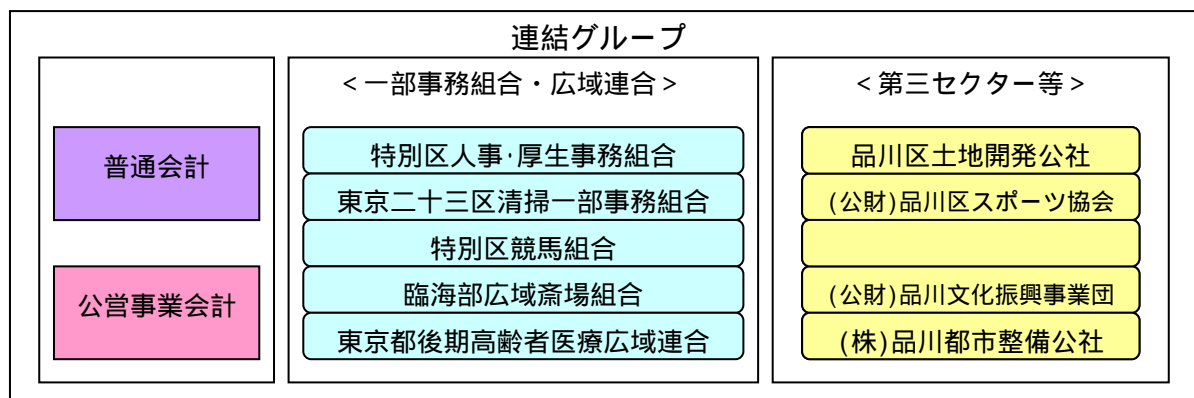 連結グループ
<一部事務組合・広域連合>
<第三セクター等>
普通会計
公営事業会計
特別区人事･厚生事務組合
東京二十三区清掃一部事務組合
特別区競馬組合
臨海部広域斎場組合
東京都後期高齢者医療広域連合
品川区土地開発公社
(公財)品川区スポーツ協会
(公財)品川文化振興事業団
(株)品川都市整備公社